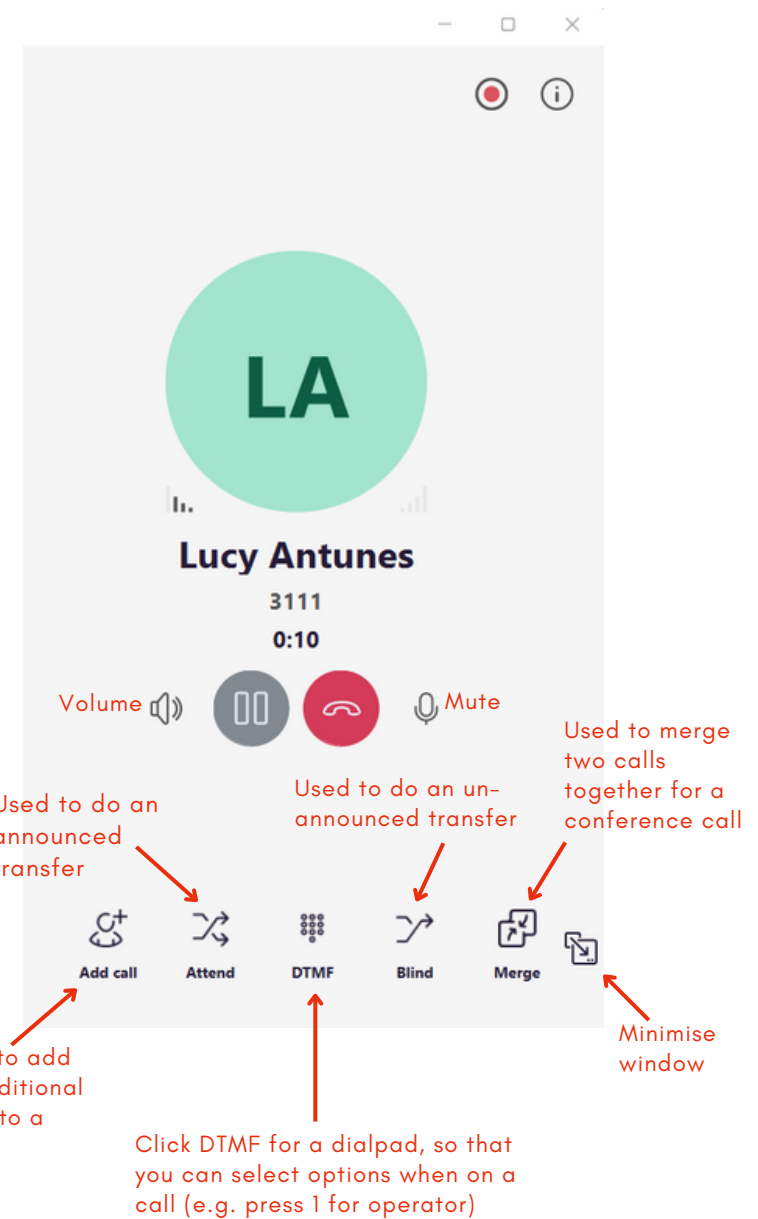 LA
Lucy Antunes
3111
0:10
Volume
Mute
Used to merge
two calls
together for a
conference call
Used to do an un-
announced transfer
Used to do an
announced
transfer
Add call
Attend
DTMF
Blind
Merge
Minimise
window
to add
ditional
to a
Click DTMF for a dialpad, so that
you can select options when on a
call (e.g. press 1 for operator)